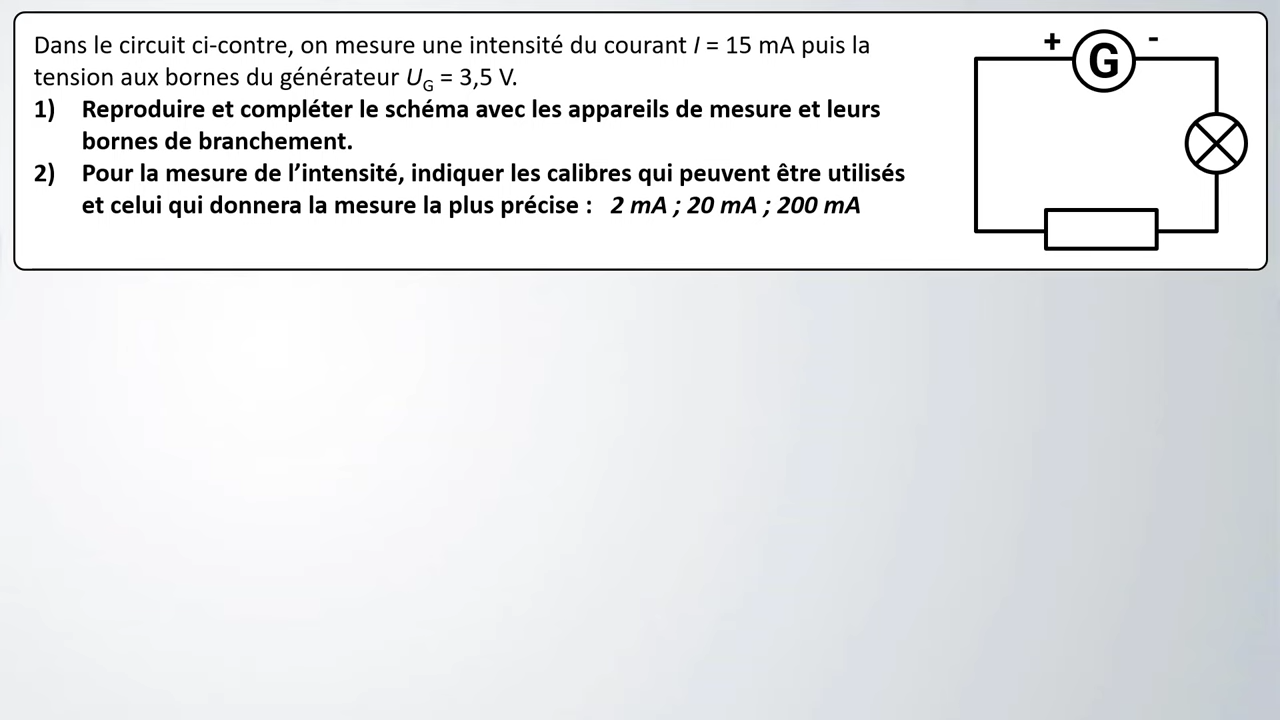 Dans le circuit ci-contre, on mesure une intensité du courant I = 15 mA puis la
tension aux bornes du générateur UG = 3,5 V.
1) Reproduire et compléter le schéma avec les appareils de mesure et leurs
bornes de branchement.
2) Pour la mesure de l’intensité, indiquer les calibres qui peuvent être utilisés
et celui qui donnera la mesure la plus précise : 2 mA ; 20 mA ; 200 mA
+ G -